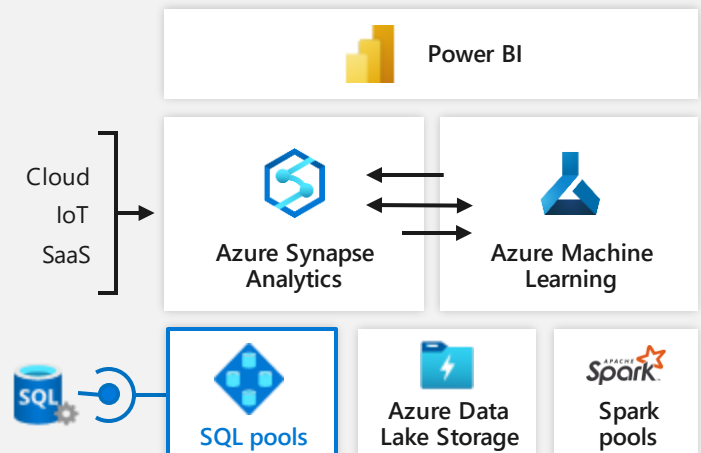 Power BI
Cloud
IoT
SaaS
Azure Synapse
Analytics
Azure Machine
Learning
SQL
SQL pools
Azure Data
Lake Storage
APACHE
Spark
Spark
pools